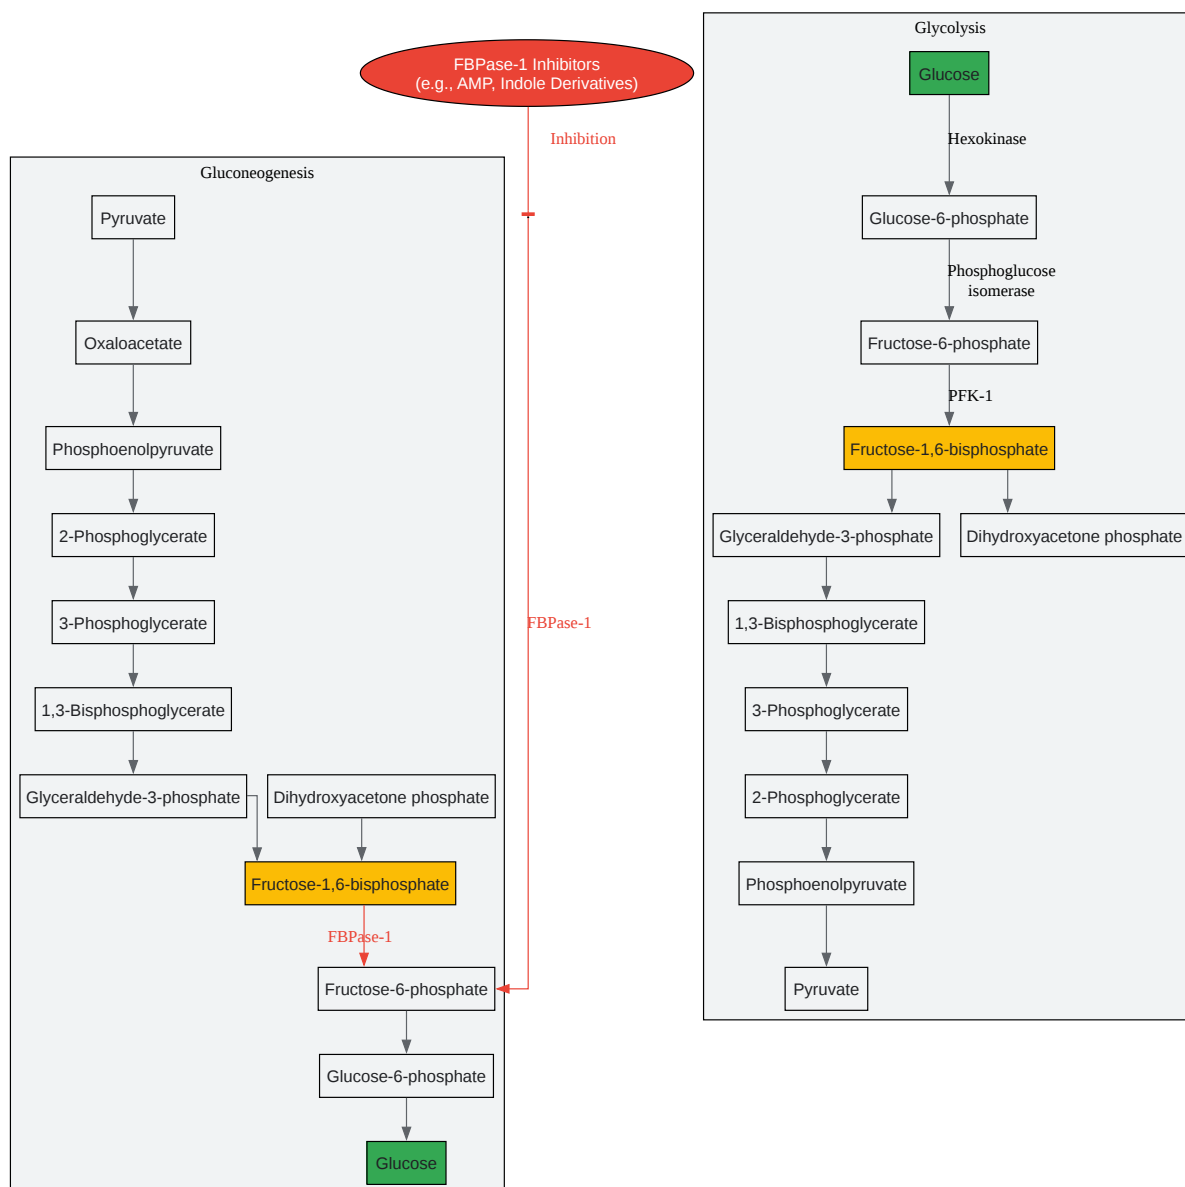 FBPase-1 Inhibitors
(e.g., AMP, Indole Derivatives)
Inhibition
FBPase-1
Gluconeogenesis
Pyruvate
Oxaloacetate
Phosphoenolpyruvate
2-Phosphoglycerate
3-Phosphoglycerate
1,3-Bisphosphoglycerate
Glyceraldehyde-3-phosphate
Dihydroxyacetone phosphate
Fructose-1,6-bisphosphate
FBPase-1
Fructose-6-phosphate
Glucose-6-phosphate
Glucose
Glycolysis
Glucose
Hexokinase
Glucose-6-phosphate
Phosphoglucose
isomerase
Fructose-6-phosphate
PFK-1
Fructose-1,6-bisphosphate
Glyceraldehyde-3-phosphate
Dihydroxyacetone phosphate
1,3-Bisphosphoglycerate
3-Phosphoglycerate
2-Phosphoglycerate
Phosphoenolpyruvate
Pyruvate